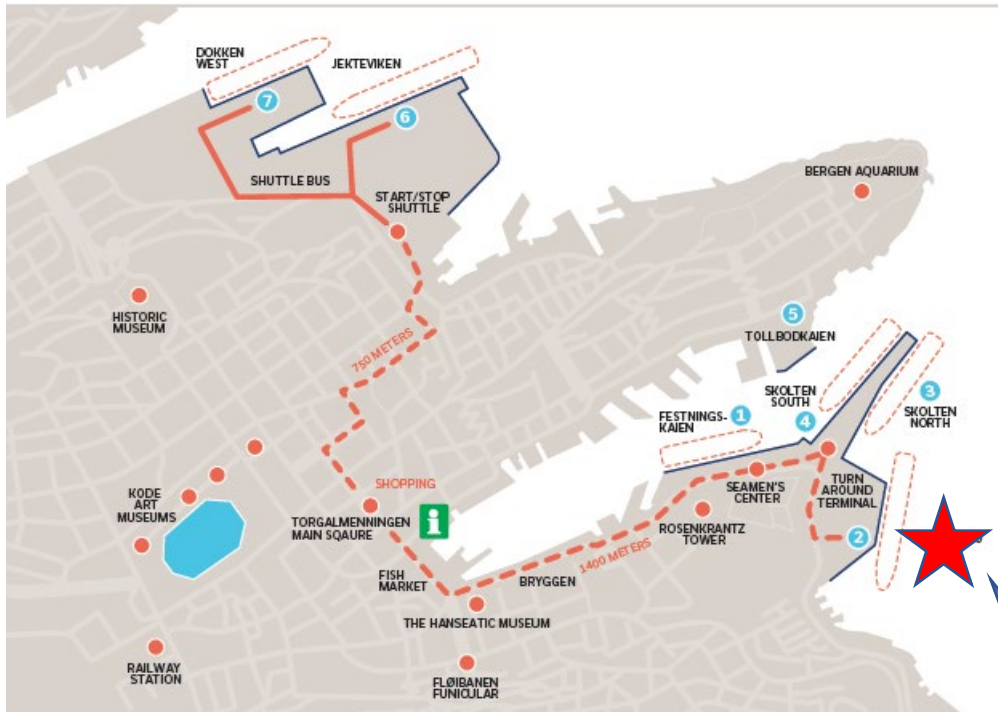 DOKKEN
WEST
JEKTEVIKEN
7
6
SHUTTLE BUS
START/STOP
SHUTTLE
BERGEN AQUARIUM
HISTORIC
MUSEUM
750 METERS
5
TOLLBODKAIEN
SKOLTEN
SOUTH
4
3
SKOLTEN
NORTH
FESTNINGS-
KAIEN
1
SEAMEN'S
CENTER
TURN
AROUND
TERMINAL
2
ROSENKRANTZ
TOWER
SHOPPING
KODE
ART
MUSEUMS
TORGALMENNINGEN
MAIN SQAURE
i
FISH
MARKET
BRYGGEN
1400 METERS
THE HANSEATIC MUSEUM
RAILWAY
STATION
FLØIBANEN
FUNICULAR